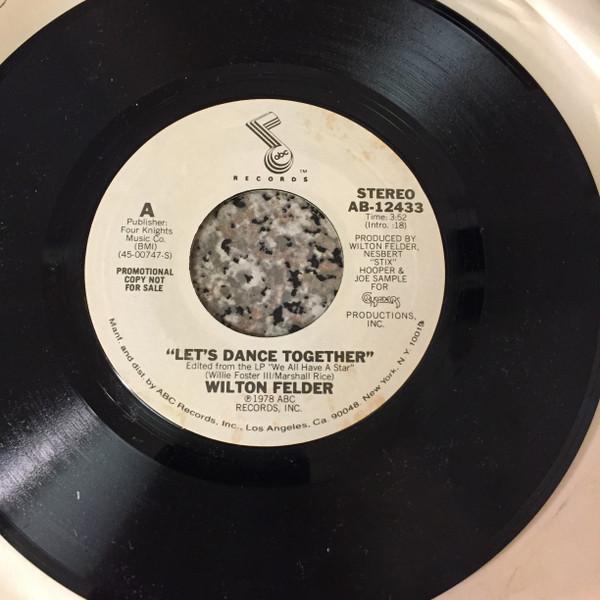 abc
TM
RECORDS
A
Publisher:
Four Knights
Music Co.
(BMI)
(45-00747-S)
PROMOTIONAL
COPY NOT
FOR SALE
STEREO
AB-12433
Time: 3:52
(Intro. :18)
PRODUCED BY
WILTON FELDER,
NESBERT
"STIX"
HOOPER &
JOE SAMPLE
FOR
Crusaders
PRODUCTIONS,
INC.
"LET'S DANCE TOGETHER"
Edited from the LP "We All Have A Star"
(Willie Foster III/Marshall Rice)
WILTON FELDER
℗ 1978 ABC
RECORDS, INC.
Manf. and dist. by ABC Records, Inc., Los Angeles, Ca. 90048. New York, N.Y. 10019